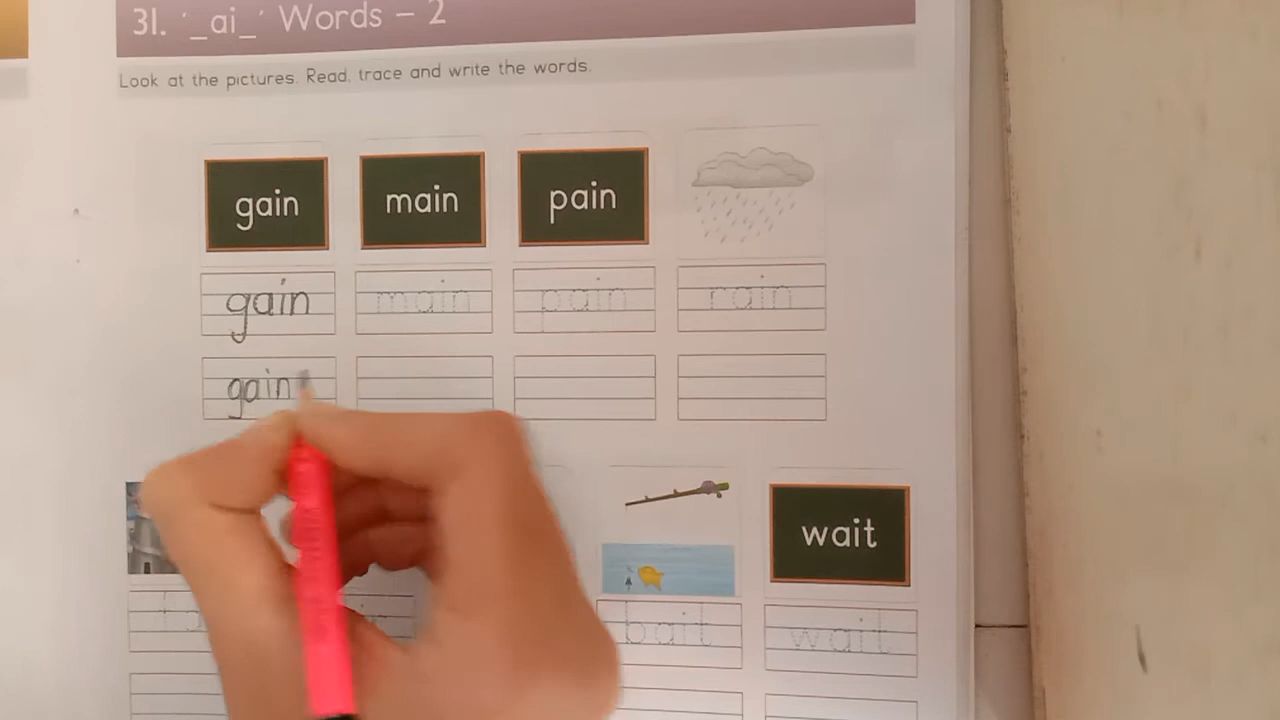 31. '_ai_' Words – 2
Look at the pictures. Read, trace and write the words.
gain main pain
gain main pain rain
gain
wait
bait wait